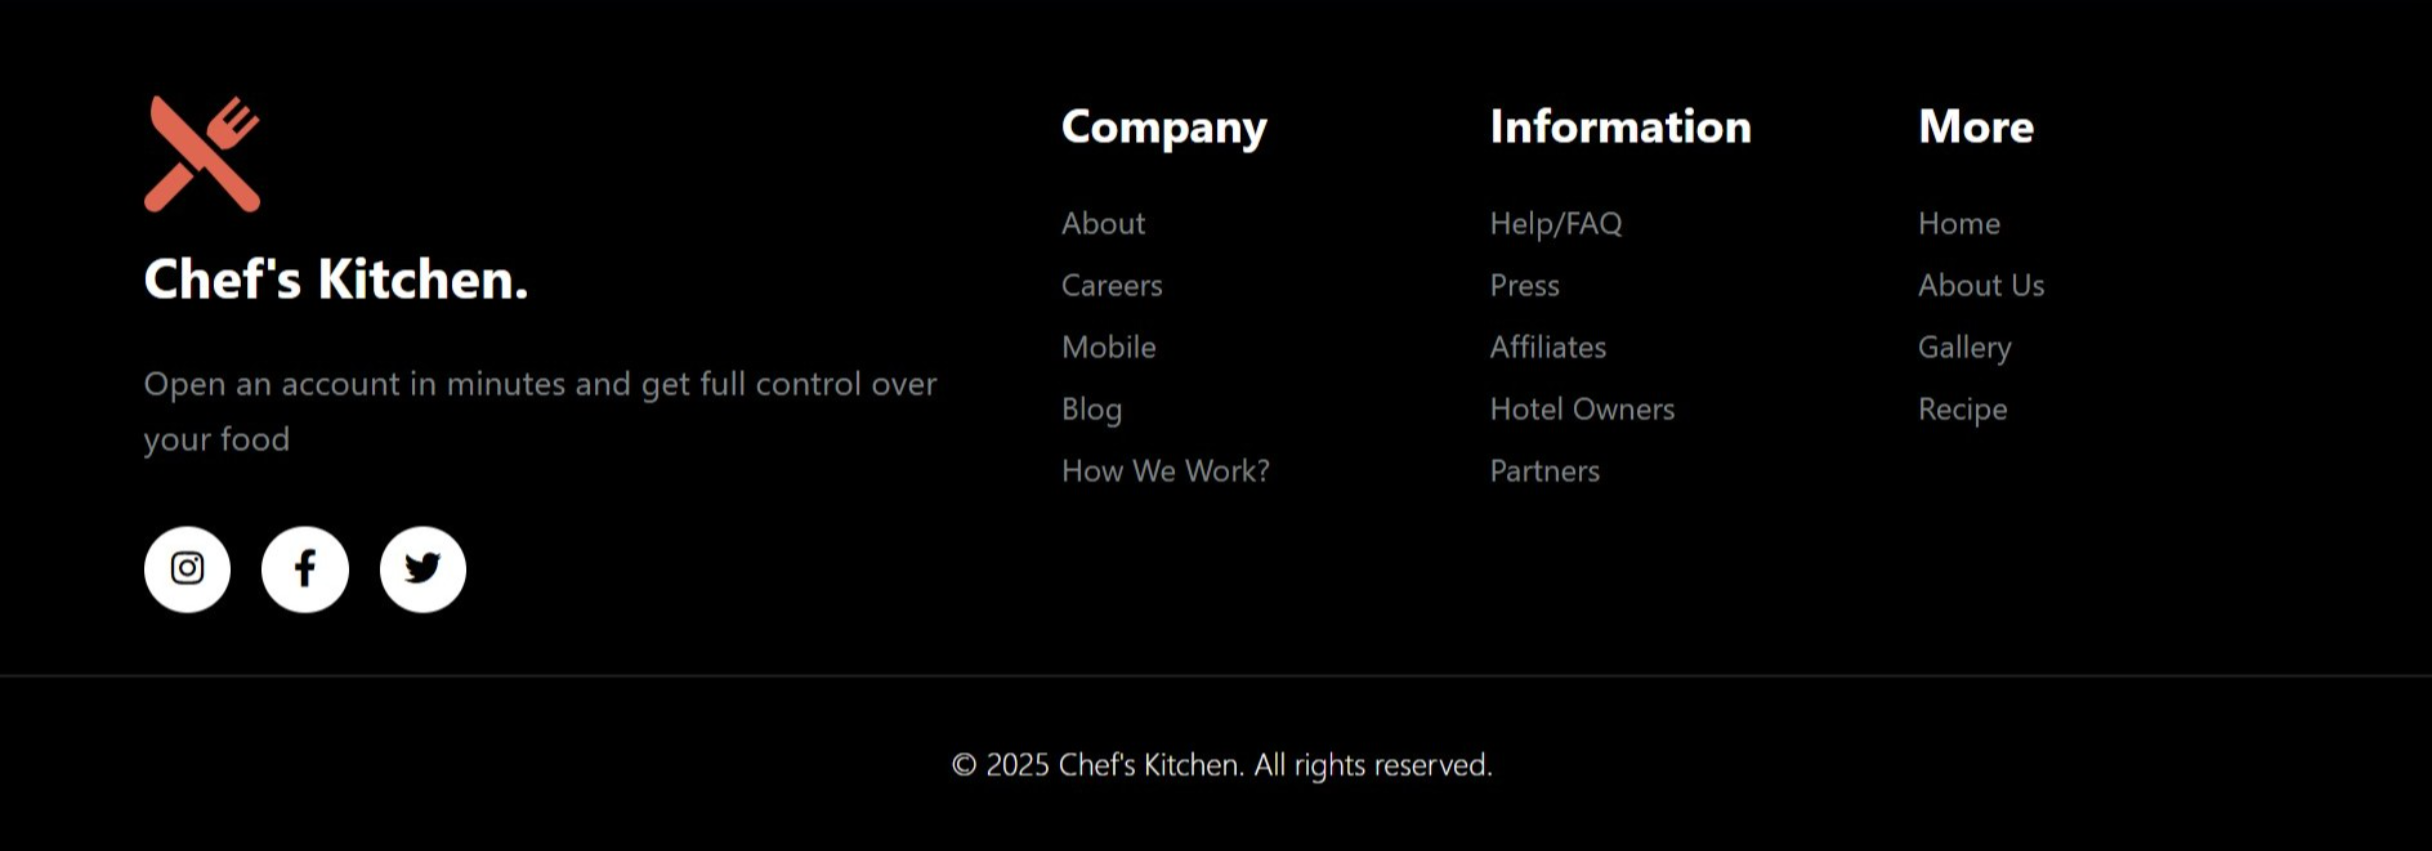 Chef's Kitchen.
Open an account in minutes and get full control over
your food
Company
About
Careers
Mobile
Blog
How We Work?
Information
Help/FAQ
Press
Affiliates
Hotel Owners
Partners
More
Home
About Us
Gallery
Recipe
© 2025 Chef's Kitchen. All rights reserved.